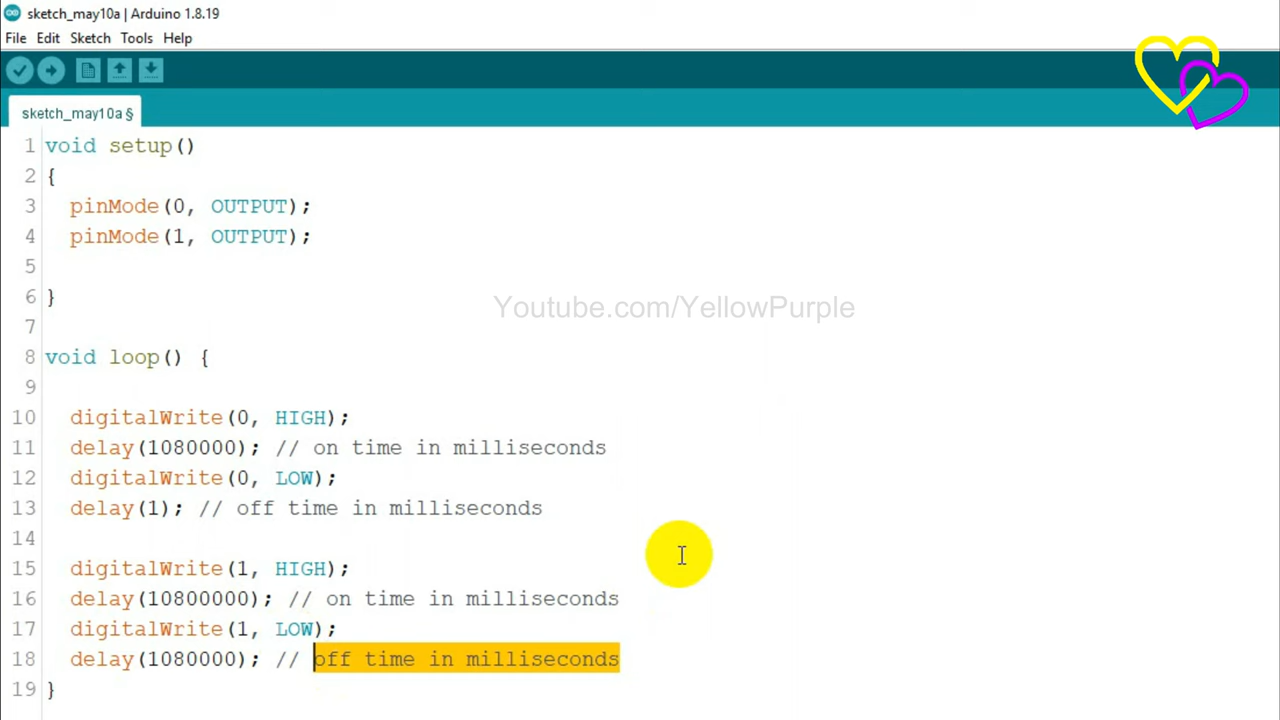 sketch_may10a | Arduino 1.8.19
File Edit Sketch Tools Help
sketch_may10a §
1 void setup()
2 {
3 pinMode(0, OUTPUT);
4 pinMode(1, OUTPUT);
5
6 }
Youtube.com/YellowPurple
7
8 void loop() {
9
10 digitalWrite(0, HIGH);
11 delay(1080000); // on time in milliseconds
12 digitalWrite(0, LOW);
13 delay(1); // off time in milliseconds
14
15 digitalWrite(1, HIGH);
16 delay(10800000); // on time in milliseconds
17 digitalWrite(1, LOW);
18 delay(1080000); // off time in milliseconds
19 }